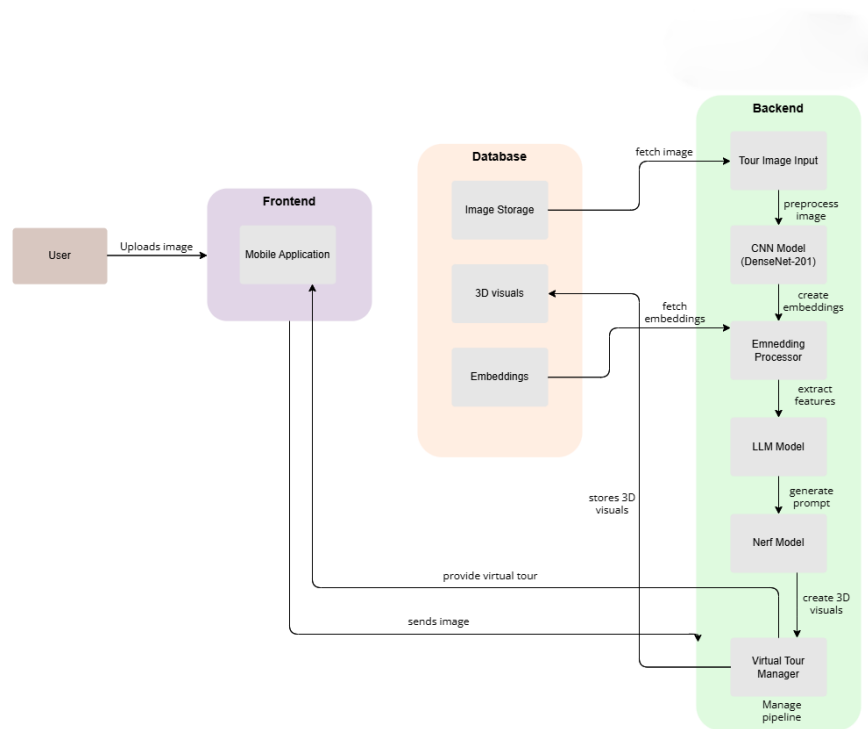 Backend
Database
fetch image
Tour Image Input
Image Storage
preprocess
image
Frontend
User
Uploads image
Mobile Application
CNN Model
(DenseNet-201)
3D visuals
create
embeddings
fetch
embeddings
Emnedding
Processor
Embeddings
extract
features
LLM Model
stores 3D
visuals
generate
prompt
Nerf Model
provide virtual tour
create 3D
visuals
sends image
Virtual Tour
Manager
Manage
pipeline